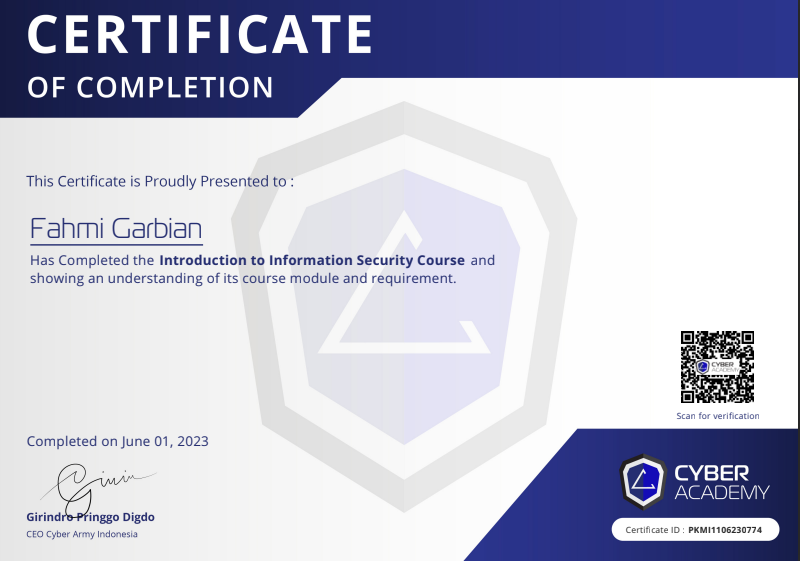 CERTIFICATE
OF COMPLETION
This Certificate is Proudly Presented to :
Fahmi Garbian
Has Completed the Introduction to Information Security Course and
showing an understanding of its course module and requirement.
CYBER
ACADEMY
Scan for verification
Completed on June 01, 2023
Girindro Pringgo Digdo
CEO Cyber Army Indonesia
CYBER
ACADEMY
Certificate ID : PKMI1106230774